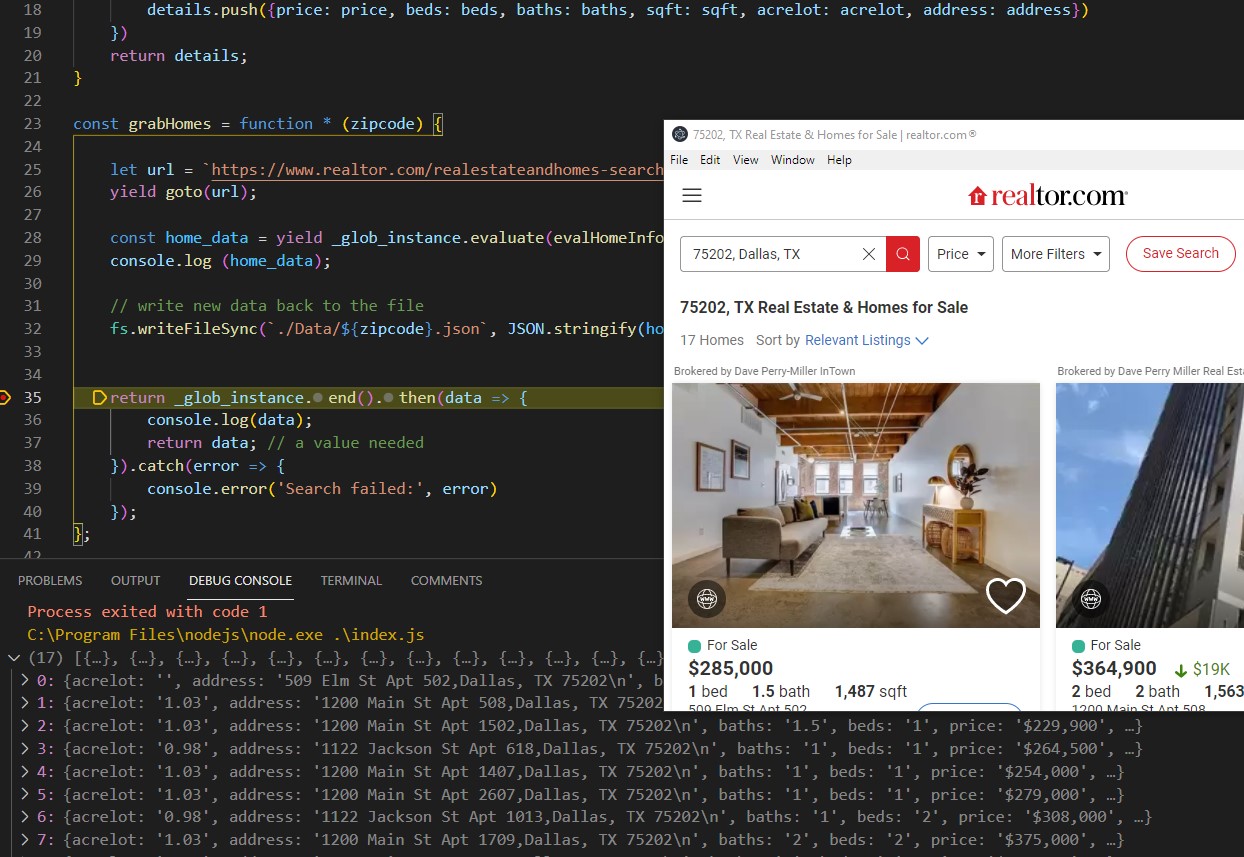 18 details.push({price: price, beds: beds, baths: baths, sqft: sqft, acrelot: acrelot, address: address})
19 })
20 return details;
21 }
22
23 const grabHomes = function * (zipcode) {
24
25 let url = `https://www.realtor.com/realestateandhomes-search
26 yield goto(url);
27
28 const home_data = yield _glob_instance.evaluate(evalHomeInfo
29 console.log (home_data);
30
31 // write new data back to the file
32 fs.writeFileSync(`./Data/${zipcode}.json`, JSON.stringify(ho
33
34
35 return _glob_instance. end(). then(data => {
36 console.log(data);
37 return data; // a value needed
38 }).catch(error => {
39 console.error('Search failed:', error)
40 });
41 };
42
PROBLEMS OUTPUT DEBUG CONSOLE TERMINAL COMMENTS
Process exited with code 1
C:\Program Files\nodejs\node.exe .\index.js
(17) [{…}, {…}, {…}, {…}, {…}, {…}, {…}, {…}, {…}, {…}, {…}, {…}, {…}
0: {acrelot: '', address: '509 Elm St Apt 502,Dallas, TX 75202\n', b
1: {acrelot: '1.03', address: '1200 Main St Apt 508,Dallas, TX 75202
2: {acrelot: '1.03', address: '1200 Main St Apt 1502,Dallas, TX 75202\n', baths: '1.5', beds: '1', price: '$229,900', …}
3: {acrelot: '0.98', address: '1122 Jackson St Apt 618,Dallas, TX 75202\n', baths: '1', beds: '1', price: '$264,500', …}
4: {acrelot: '1.03', address: '1200 Main St Apt 1407,Dallas, TX 75202\n', baths: '1', beds: '1', price: '$254,000', …}
5: {acrelot: '1.03', address: '1200 Main St Apt 2607,Dallas, TX 75202\n', baths: '1', beds: '1', price: '$279,000', …}
6: {acrelot: '0.98', address: '1122 Jackson St Apt 1013,Dallas, TX 75202\n', baths: '1', beds: '2', price: '$308,000', …}
7: {acrelot: '1.03', address: '1200 Main St Apt 1709,Dallas, TX 75202\n', baths: '2', beds: '2', price: '$375,000', …}
75202, TX Real Estate & Homes for Sale | realtor.com®
File Edit View Window Help
realtor.com®
75202, Dallas, TX
Price
More Filters
Save Search
75202, TX Real Estate & Homes for Sale
17 Homes Sort by Relevant Listings
Brokered by Dave Perry-Miller InTown
WWW
For Sale
$285,000
1 bed 1.5 bath 1,487 sqft
509 Elm St Apt 502
Brokered by Dave Perry Miller Real Esta
WWW
For Sale
$364,900 $19K
2 bed 2 bath 1,563
1200 Main St Apt 508